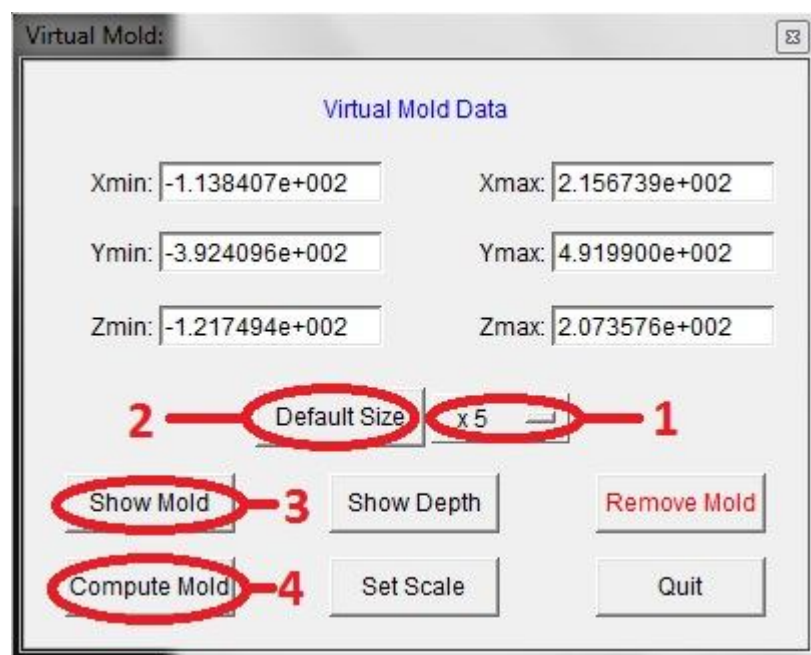 Virtual Mold:
Virtual Mold Data
Xmin: -1.138407e+002 Xmax: 2.156739e+002
Ymin: -3.924096e+002 Ymax: 4.919900e+002
Zmin: -1.217494e+002 Zmax: 2.073576e+002
2 Default Size x 5 1
Show Mold 3 Show Depth Remove Mold
Compute Mold 4 Set Scale Quit